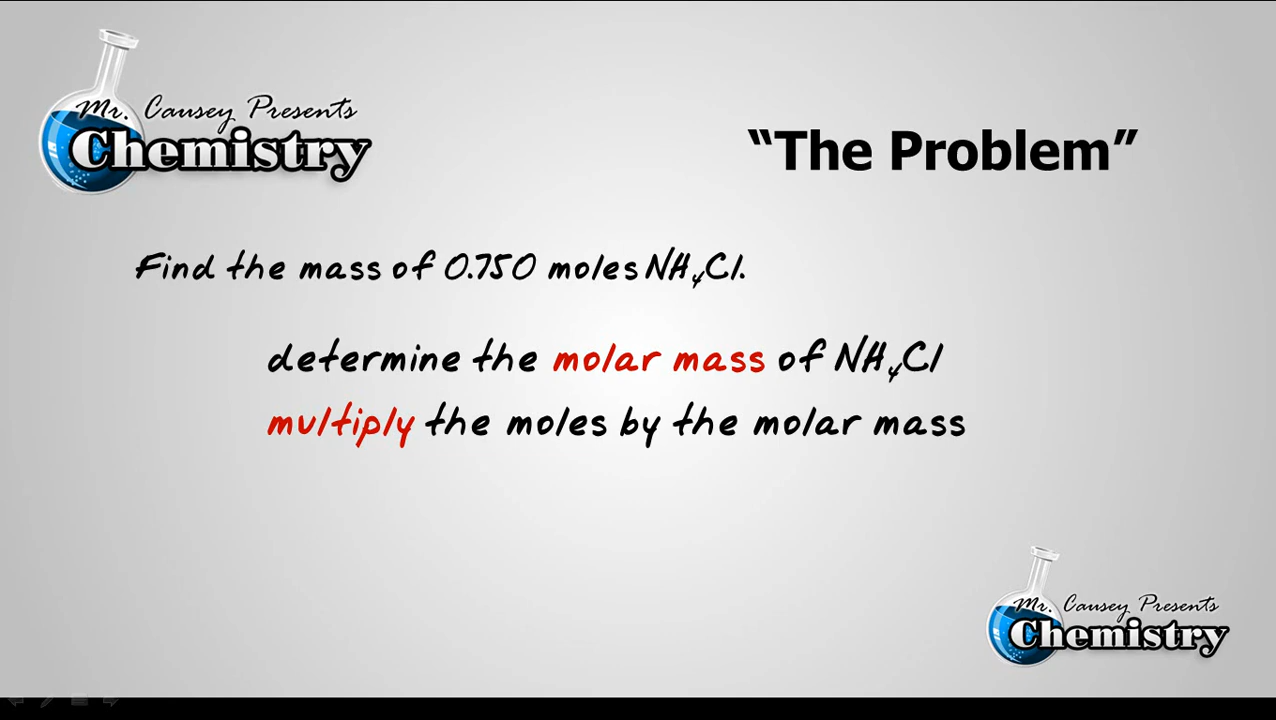 Mr. Causey Presents
Chemistry
“The Problem”
Find the mass of 0.750 moles NH₄Cl.
determine the molar mass of NH₄Cl
multiply the moles by the molar mass
Mr. Causey Presents
Chemistry